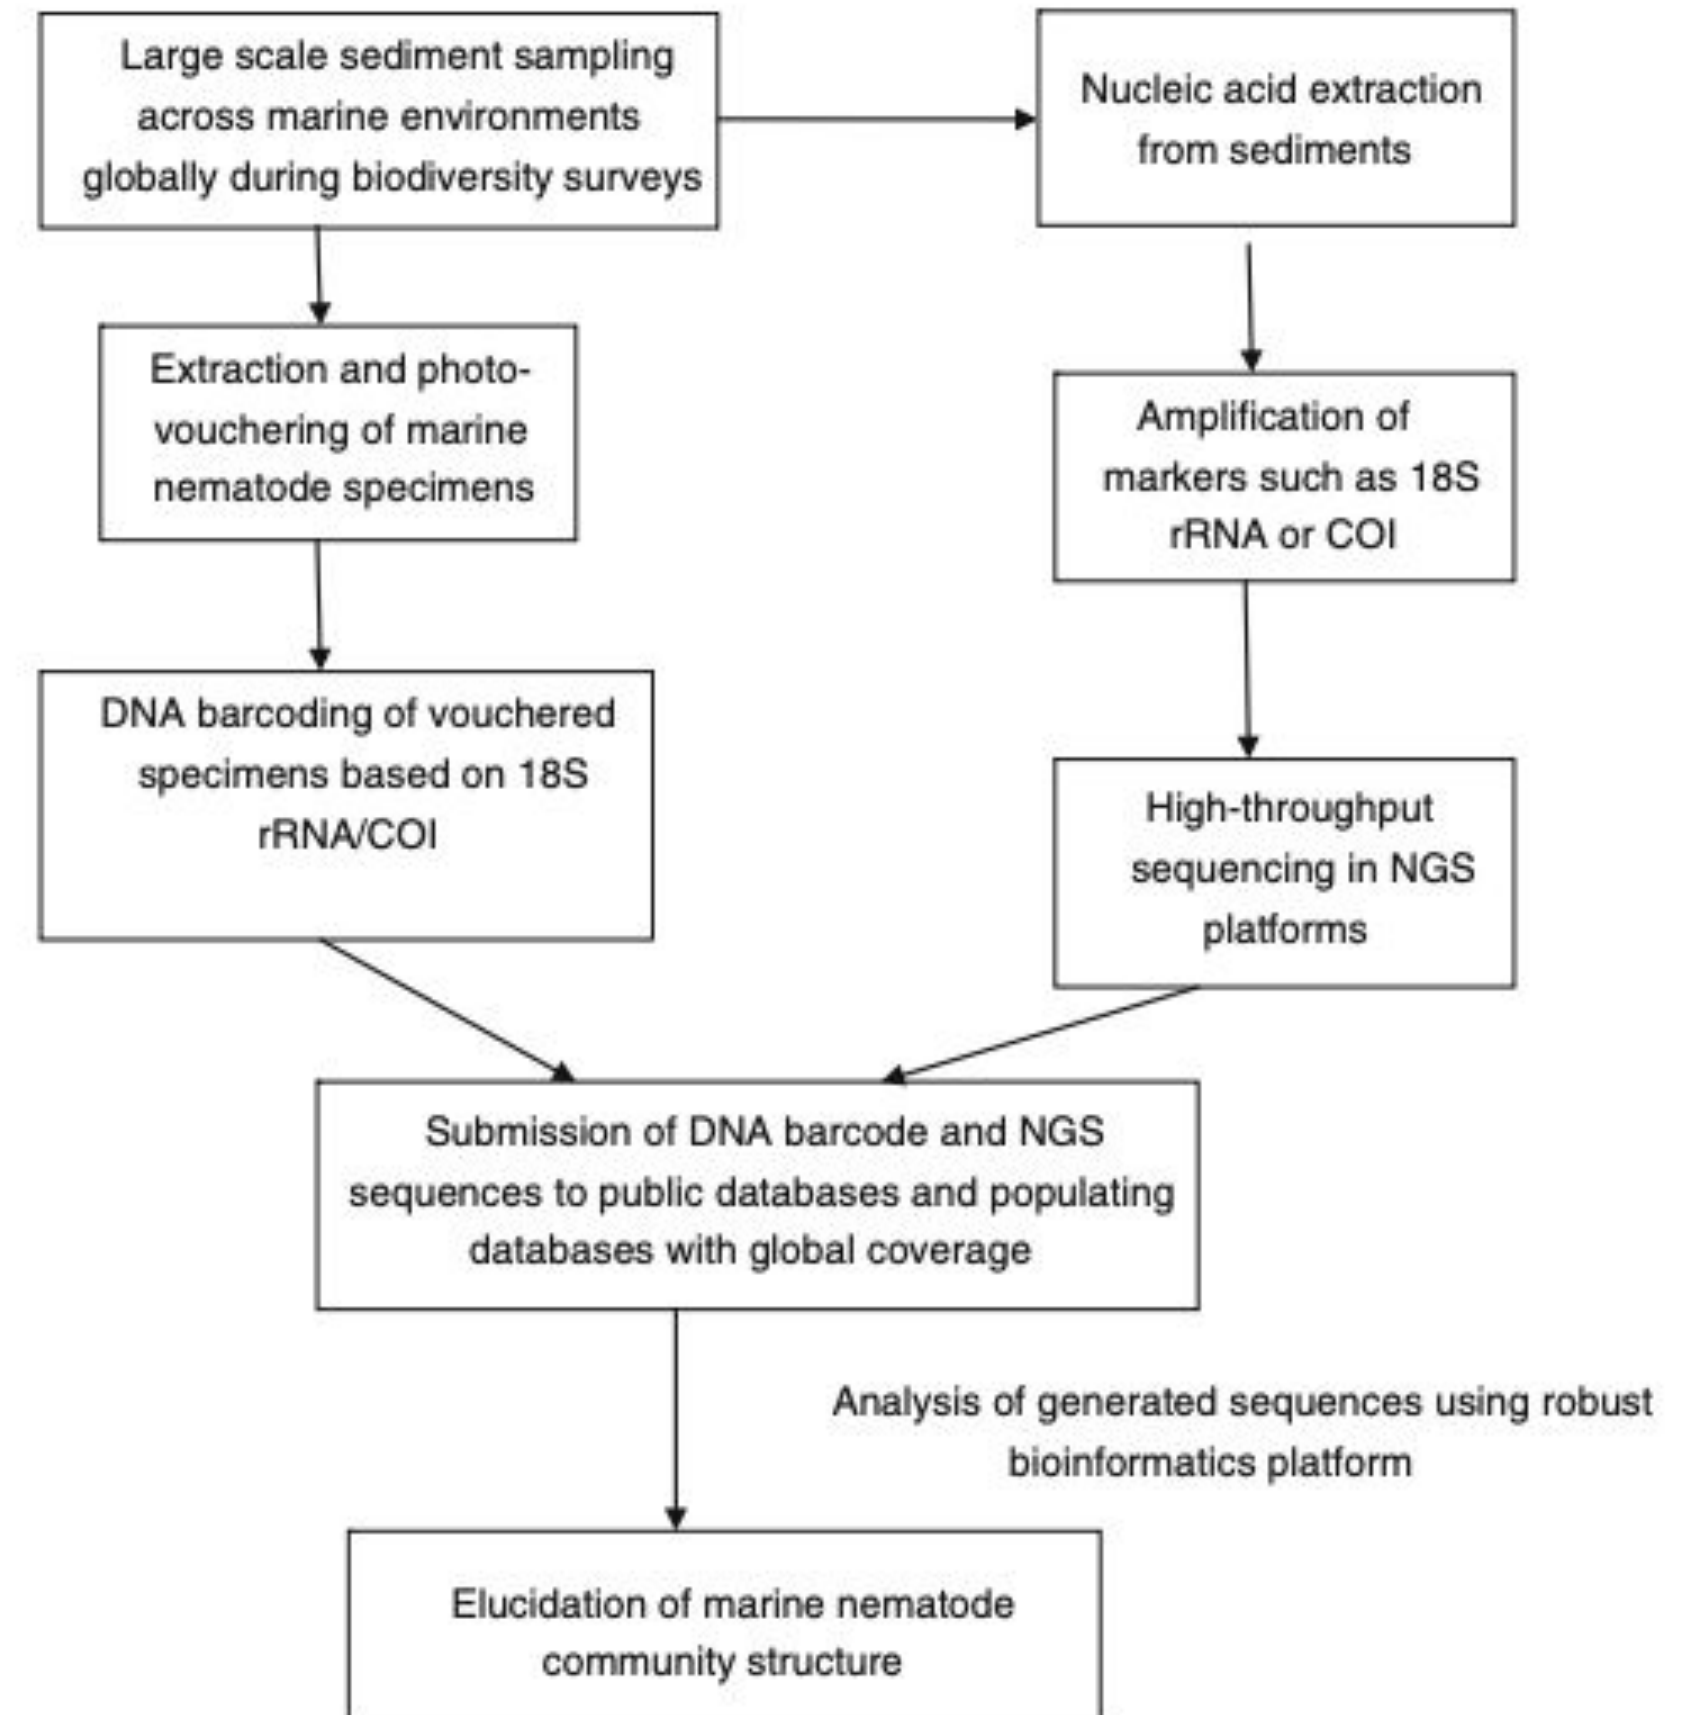 Large scale sediment sampling
across marine environments
globally during biodiversity surveys
Nucleic acid extraction
from sediments
Extraction and photo-
vouchering of marine
nematode specimens
Amplification of
markers such as 18S
rRNA or COI
DNA barcoding of vouchered
specimens based on 18S
rRNA/COI
High-throughput
sequencing in NGS
platforms
Submission of DNA barcode and NGS
sequences to public databases and populating
databases with global coverage
Analysis of generated sequences using robust
bioinformatics platform
Elucidation of marine nematode
community structure